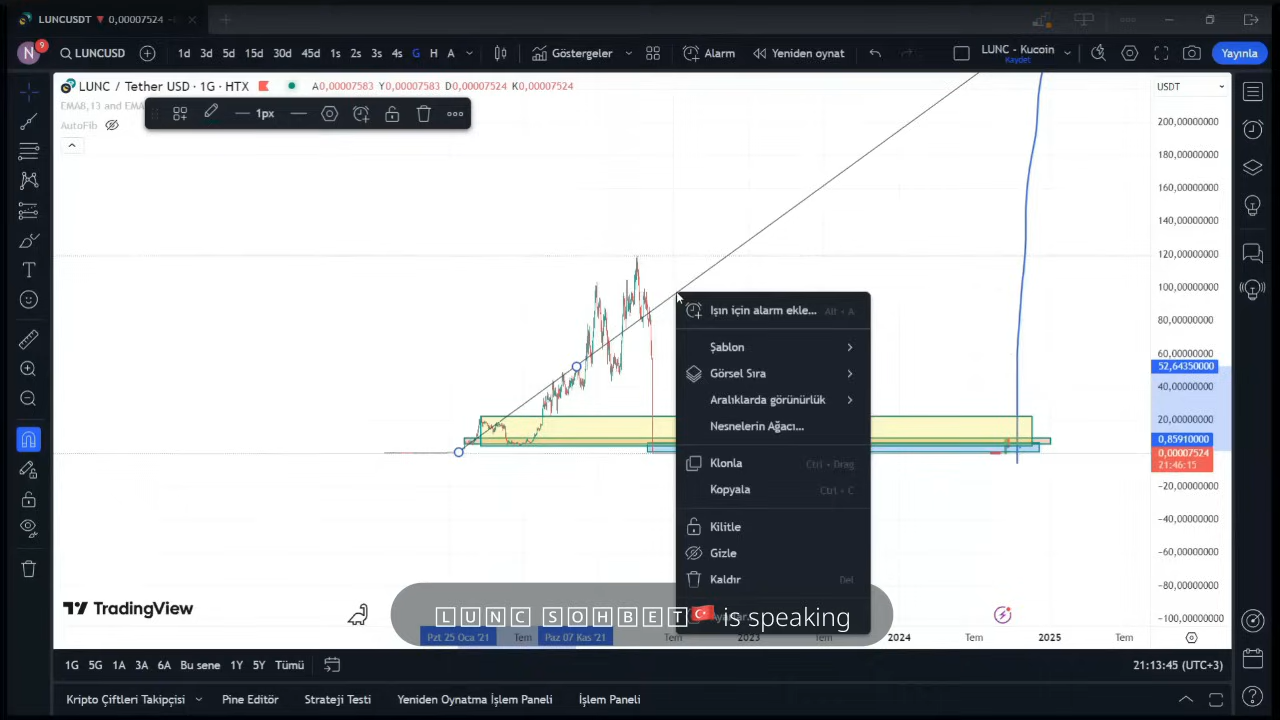 LUNCUSDT ▼ 0,00007524
N 9 LUNCUSD 1d 3d 5d 15d 30d 45d 1s 2s 3s 4s G H A Göstergeler Alarm Yeniden oynat LUNC - Kucoin Kaydet Yayınla
LUNC / Tether USD · 1G · HTX A0,00007583 Y0,00007583 D0,00007524 K0,00007524
USDT
EMA8,13 and EMA
1px
AutoFib
200,00000000
180,00000000
160,00000000
140,00000000
120,00000000
100,00000000
80,00000000
60,00000000
52,64350000
40,00000000
20,00000000
0,85910000
0,00007524
21:46:15
−20,00000000
−40,00000000
−60,00000000
−80,00000000
−100,00000000
Işın için alarm ekle... Alt + A
Şablon
Görsel Sıra
Aralıklarda görünürlük
Nesnelerin Ağacı...
Klonla Ctrl + Drag
Kopyala Ctrl + C
Kilitle
Gizle
Kaldır Del
TradingView
LUNC SOHBET is speaking
Pzt 25 Oca '21 Tem Paz 07 Kas '21 Tem 2023 Tem 2024 Tem 2025 Tem
1G 5G 1A 3A 6A Bu sene 1Y 5Y Tümü 21:13:45 (UTC+3)
Kripto Çiftleri Takipçisi Pine Editör Strateji Testi Yeniden Oynatma İşlem Paneli İşlem Paneli